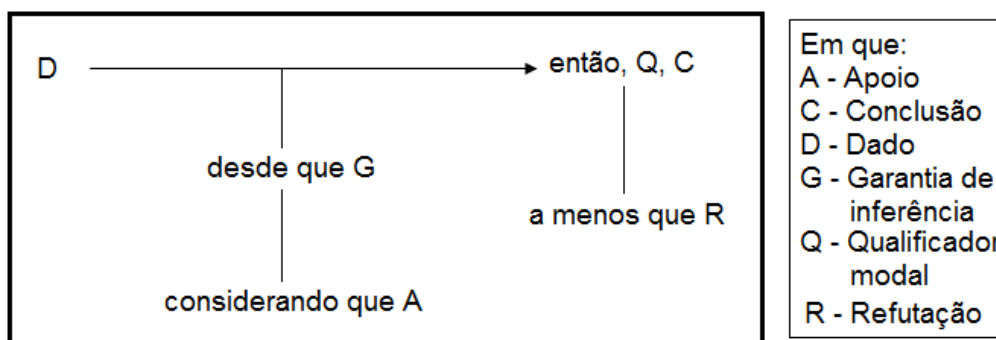 D
então, Q, C
desde que G
a menos que R
considerando que A
Em que:
A - Apoio
C - Conclusão
D - Dado
G - Garantia de
inferência
Q - Qualificador
modal
R - Refutação